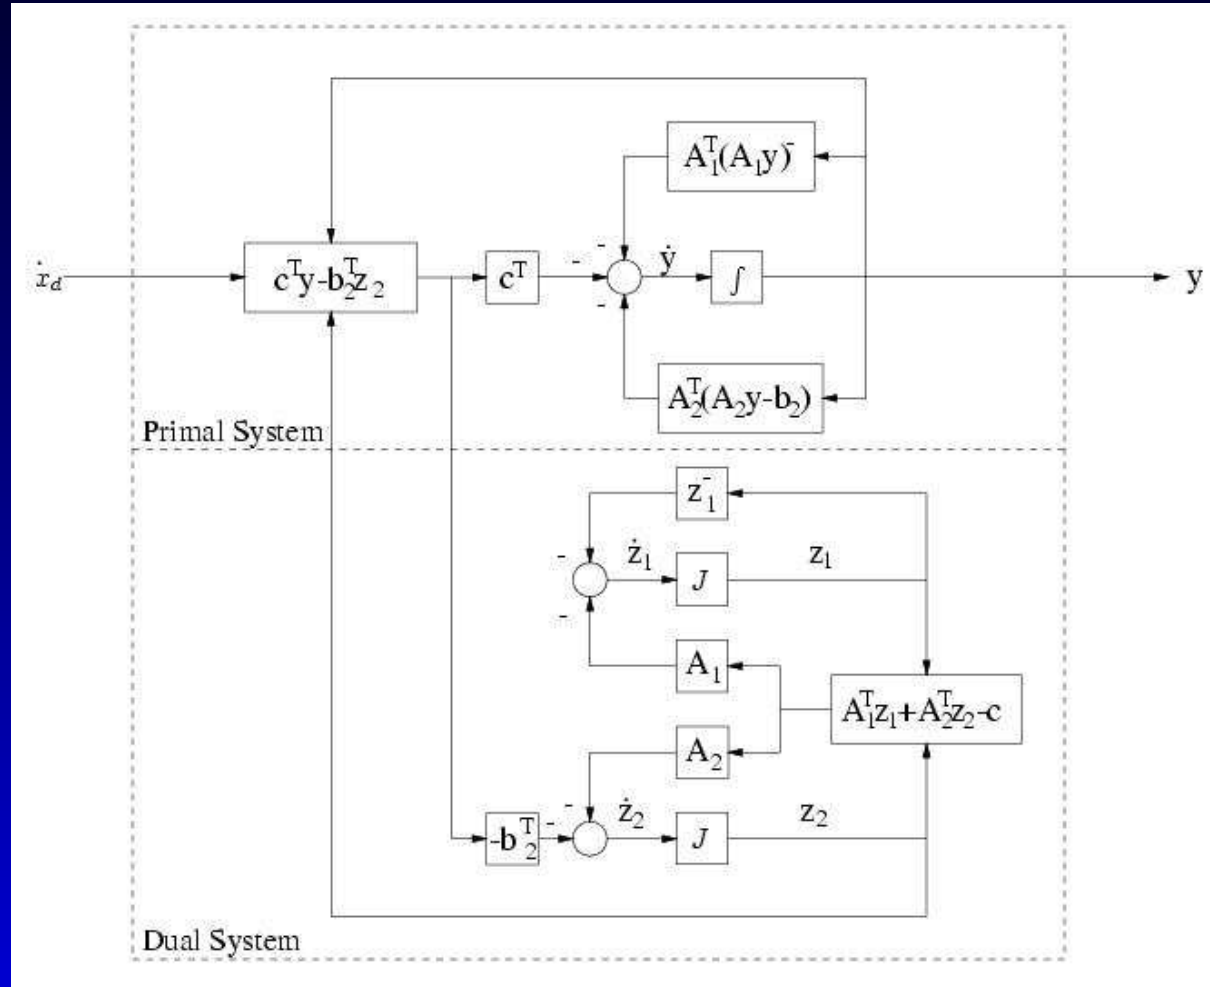 A₁ᵀ(A₁y)⁻
ẋ_d
cᵀy-b₂ᵀz₂
cᵀ
-
-
-
ẏ
∫
y
A₂ᵀ(A₂y-b₂)
Primal System
z₁⁻
-
ż₁
J
z₁
-
A₁
A₁ᵀz₁+A₂ᵀz₂-c
A₂
-b₂ᵀ
-
-
ż₂
J
z₂
Dual System